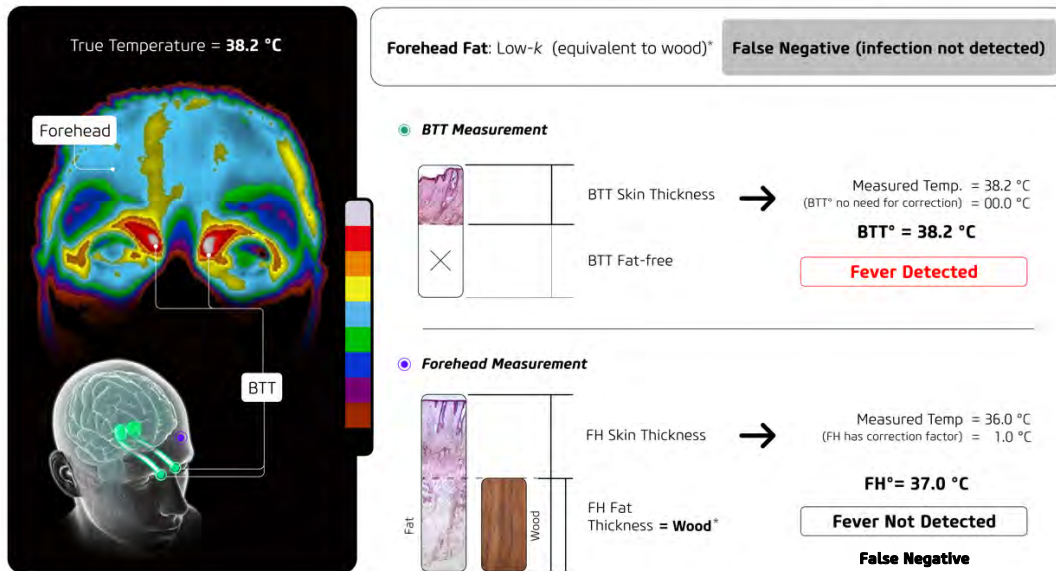 True Temperature = 38.2 °C
Forehead
BTT
Forehead Fat: Low-k (equivalent to wood)*
False Negative (infection not detected)
BTT Measurement
BTT Skin Thickness
BTT Fat-free
Measured Temp. = 38.2 °C
(BTT° no need for correction) = 00.0 °C
BTT° = 38.2 °C
Fever Detected
Forehead Measurement
FH Skin Thickness
Fat
Wood
FH Fat
Thickness = Wood*
Measured Temp = 36.0 °C
(FH has correction factor) = 1.0 °C
FH°= 37.0 °C
Fever Not Detected
False Negative